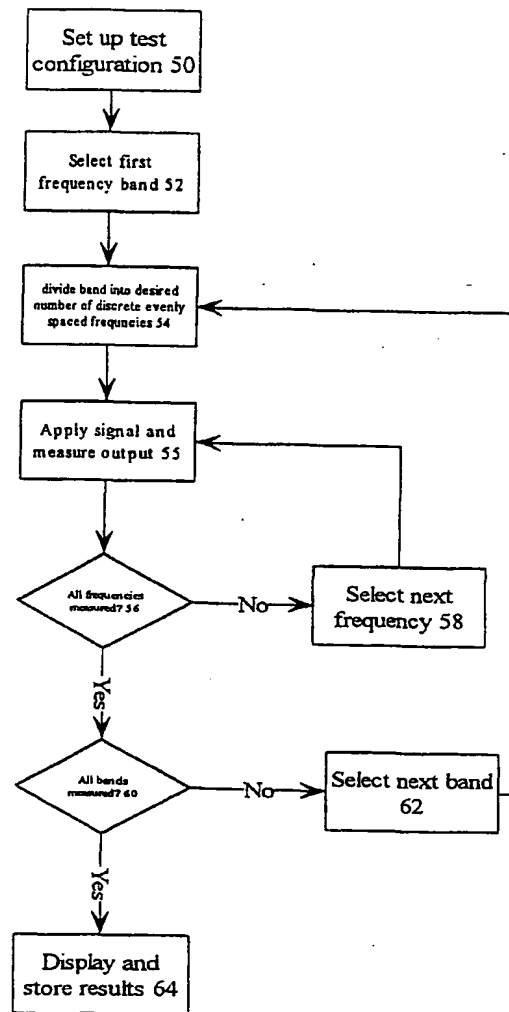 Set up test
configuration 50
Select first
frequency band 52
divide band into desired
number of discrete evenly
spaced frequncies 54
Apply signal and
measure output 55
All frequencies
measured? 56
No
Select next
frequency 58
Yes
All bands
measured? 60
No
Select next band
62
Yes
Display and
store results 64